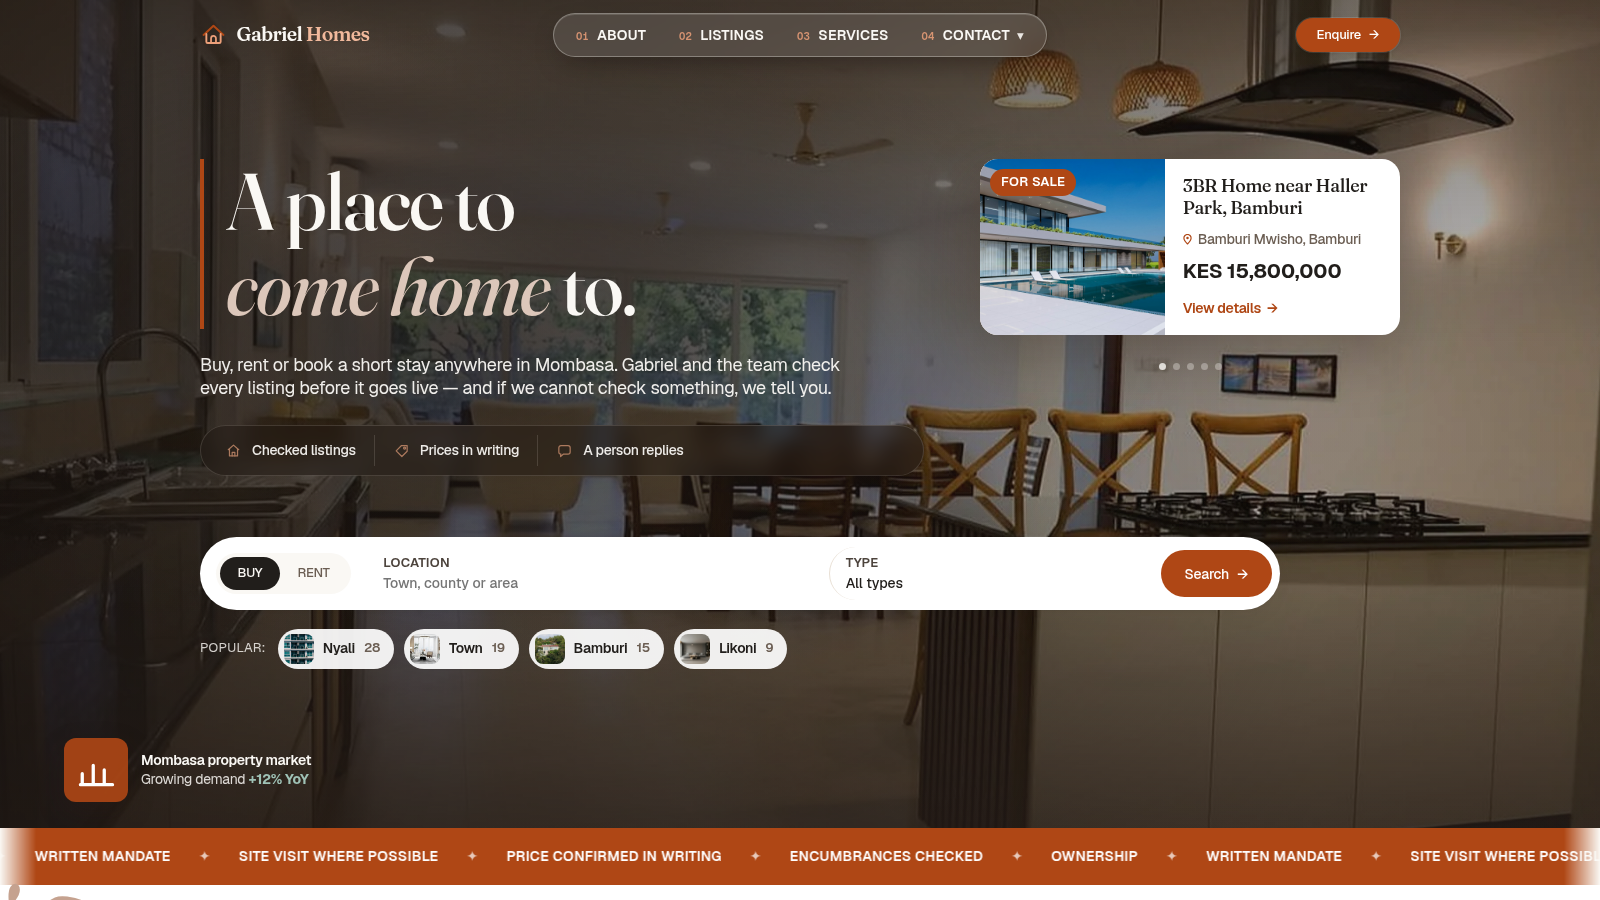 Gabriel Homes
01 ABOUT 02 LISTINGS 03 SERVICES 04 CONTACT ▾
Enquire →
A place to
come home to.
Buy, rent or book a short stay anywhere in Mombasa. Gabriel and the team check
every listing before it goes live — and if we cannot check something, we tell you.
Checked listings
Prices in writing
A person replies
FOR SALE
3BR Home near Haller
Park, Bamburi
Bamburi Mwisho, Bamburi
KES 15,800,000
View details →
BUY
RENT
LOCATION
Town, county or area
TYPE
All types
Search →
POPULAR:
Nyali 28
Town 19
Bamburi 15
Likoni 9
Mombasa property market
Growing demand +12% YoY
WRITTEN MANDATE ✦ SITE VISIT WHERE POSSIBLE ✦ PRICE CONFIRMED IN WRITING ✦ ENCUMBRANCES CHECKED ✦ OWNERSHIP ✦ WRITTEN MANDATE ✦ SITE VISIT WHERE POSSIB